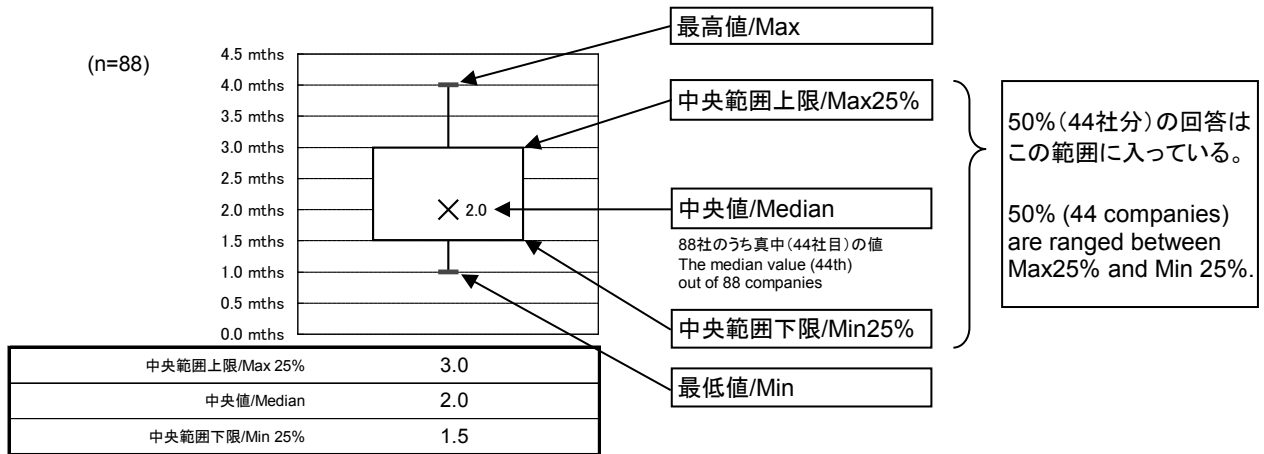 (n=88)
4.5 mths
4.0 mths
3.5 mths
3.0 mths
2.5 mths
2.0 mths
1.5 mths
1.0 mths
0.5 mths
0.0 mths
2.0
最高値/Max
中央範囲上限/Max25%
中央値/Median
88社のうち真中(44社目)の値
The median value (44th)
out of 88 companies
中央範囲下限/Min25%
最低値/Min
50%(44社分)の回答は
この範囲に入っている。
50% (44 companies)
are ranged between
Max25% and Min 25%.
中央範囲上限/Max 25% 3.0
中央値/Median 2.0
中央範囲下限/Min 25% 1.5